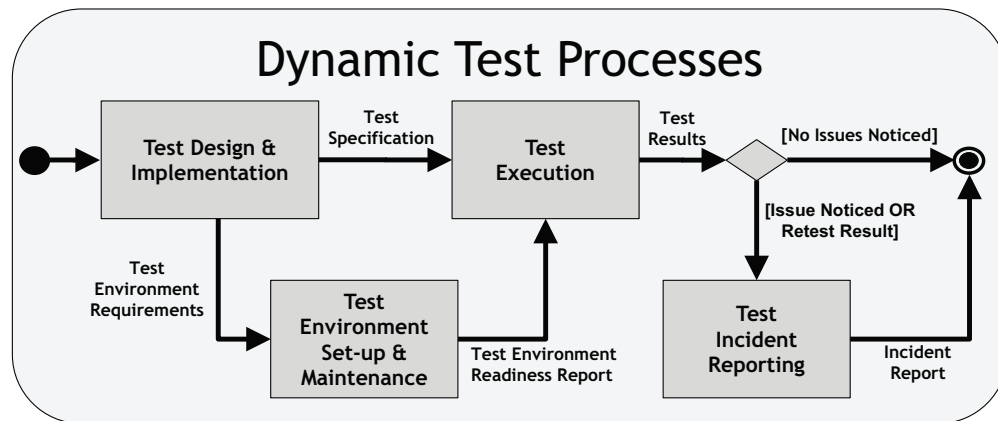 Dynamic Test Processes
Test Design &
Implementation
Test
Specification
Test
Execution
Test
Results
[No Issues Noticed]
[Issue Noticed OR
Retest Result]
Test
Environment
Requirements
Test
Environment
Set-up &
Maintenance
Test Environment
Readiness Report
Test
Incident
Reporting
Incident
Report